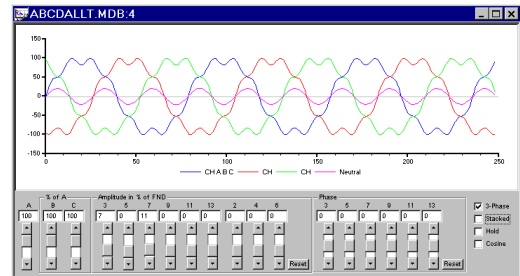 ABCDALLT.MDB:4
150
100
50
0
-50
-100
-150
0 50 100 150 200 250
CH A B C CH CH Neutral
% of A Amplitude in % of FND Phase
A B C 3 5 7 9 11 13 2 4 6 3 5 7 9 11 13
100 100 100 7 0 11 0 0 0 0 0 0 0 0 0 0 0 0
3-Phase
Stacked
Hold
Cosine
Reset Reset